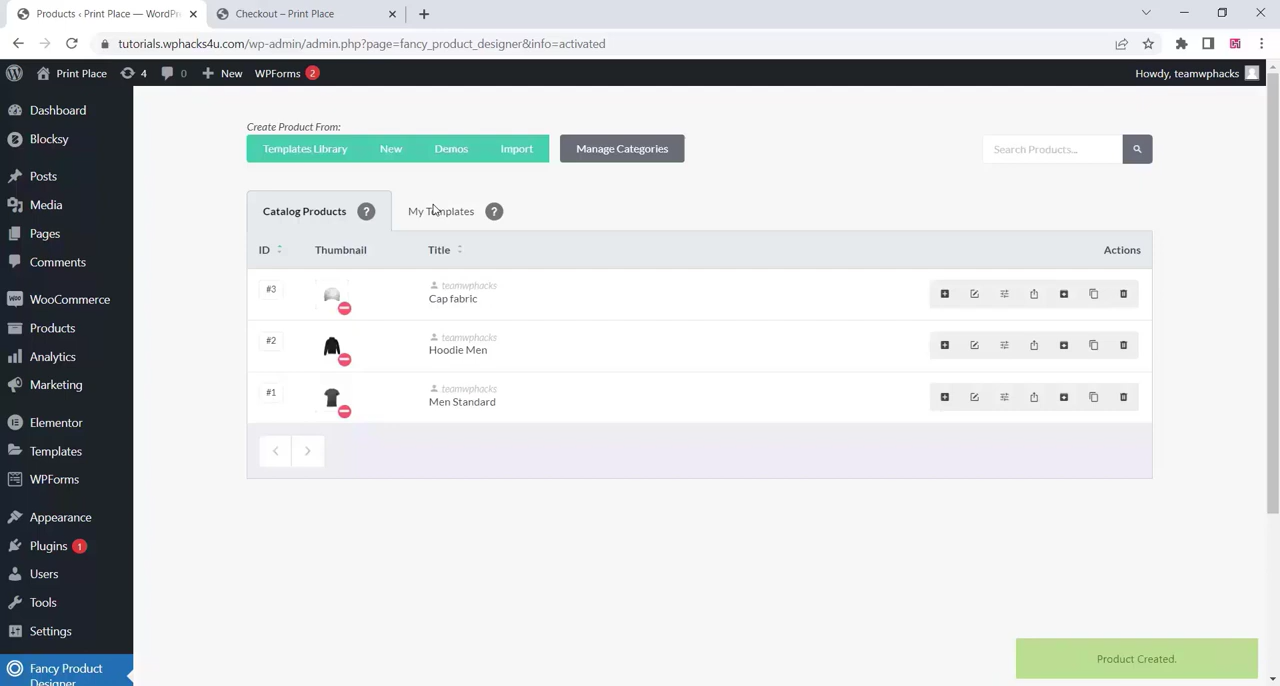 Products ‹ Print Place — WordPr
Checkout – Print Place
tutorials.wphacks4u.com/wp-admin/admin.php?page=fancy_product_designer&info=activated
Print Place
4
0
New
WPForms
2
Howdy, teamwphacks
Dashboard
Blocksy
Posts
Media
Pages
Comments
WooCommerce
Products
Analytics
Marketing
Elementor
Templates
WPForms
Appearance
Plugins 1
Users
Tools
Settings
Fancy Product
Designer
Create Product From:
Templates Library
New
Demos
Import
Manage Categories
Search Products...
Catalog Products ?
My Templates ?
ID
Thumbnail
Title
Actions
#3
teamwphacks
Cap fabric
#2
teamwphacks
Hoodie Men
#1
teamwphacks
Men Standard
Product Created.